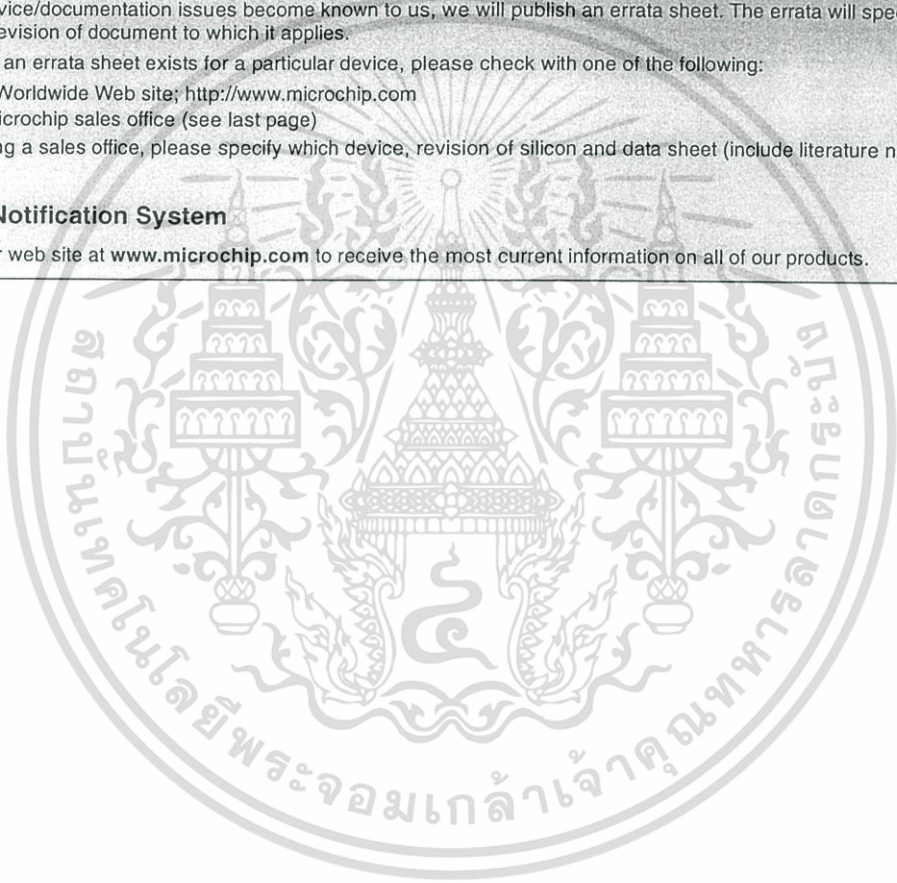 vice/documentation issues become known to us, we will publish an errata sheet. The errata will spe
evision of document to which it applies.
an errata sheet exists for a particular device, please check with one of the following:
Worldwide Web site; http://www.microchip.com
icrochip sales office (see last page)
ng a sales office, please specify which device, revision of silicon and data sheet (include literature n
Notification System
r web site at www.microchip.com to receive the most current information on all of our products.
สถาบันเทคโนโลยีพระจอมเกล้าเจ้าคุณทหารลาดกระบัง